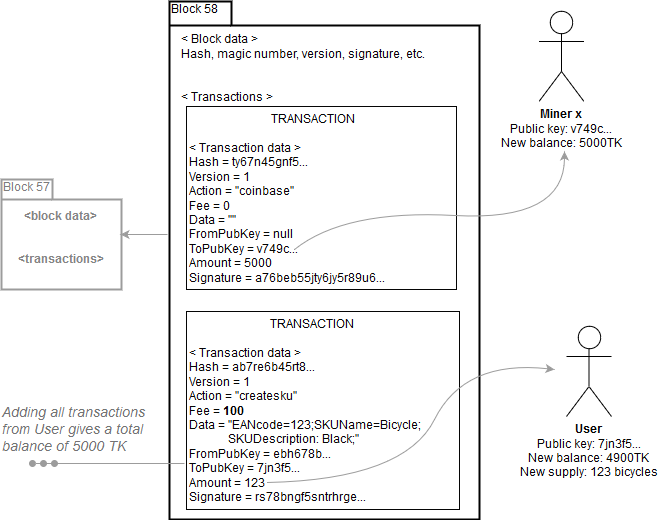 Block 58
< Block data >
Hash, magic number, version, signature, etc.
< Transactions >
TRANSACTION
< Transaction data >
Hash = ty67n45gnf5...
Version = 1
Action = "coinbase"
Fee = 0
Data = ""
FromPubKey = null
ToPubKey = v749c...
Amount = 5000
Signature = a76beb55jty6jy5r89u6...
Miner x
Public key: v749c...
New balance: 5000TK
Block 57
<block data>
<transactions>
TRANSACTION
< Transaction data >
Hash = ab7re6b45rt8...
Version = 1
Action = "createsku"
Fee = 100
Data = "EANcode=123;SKUName=Bicycle;
SKUDescription: Black;"
FromPubKey = ebh678b...
ToPubKey = 7jn3f5...
Amount = 123
Signature = rs78bngf5sntrhrge...
Adding all transactions
from User gives a total
balance of 5000 TK
User
Public key: 7jn3f5...
New balance: 4900TK
New supply: 123 bicycles